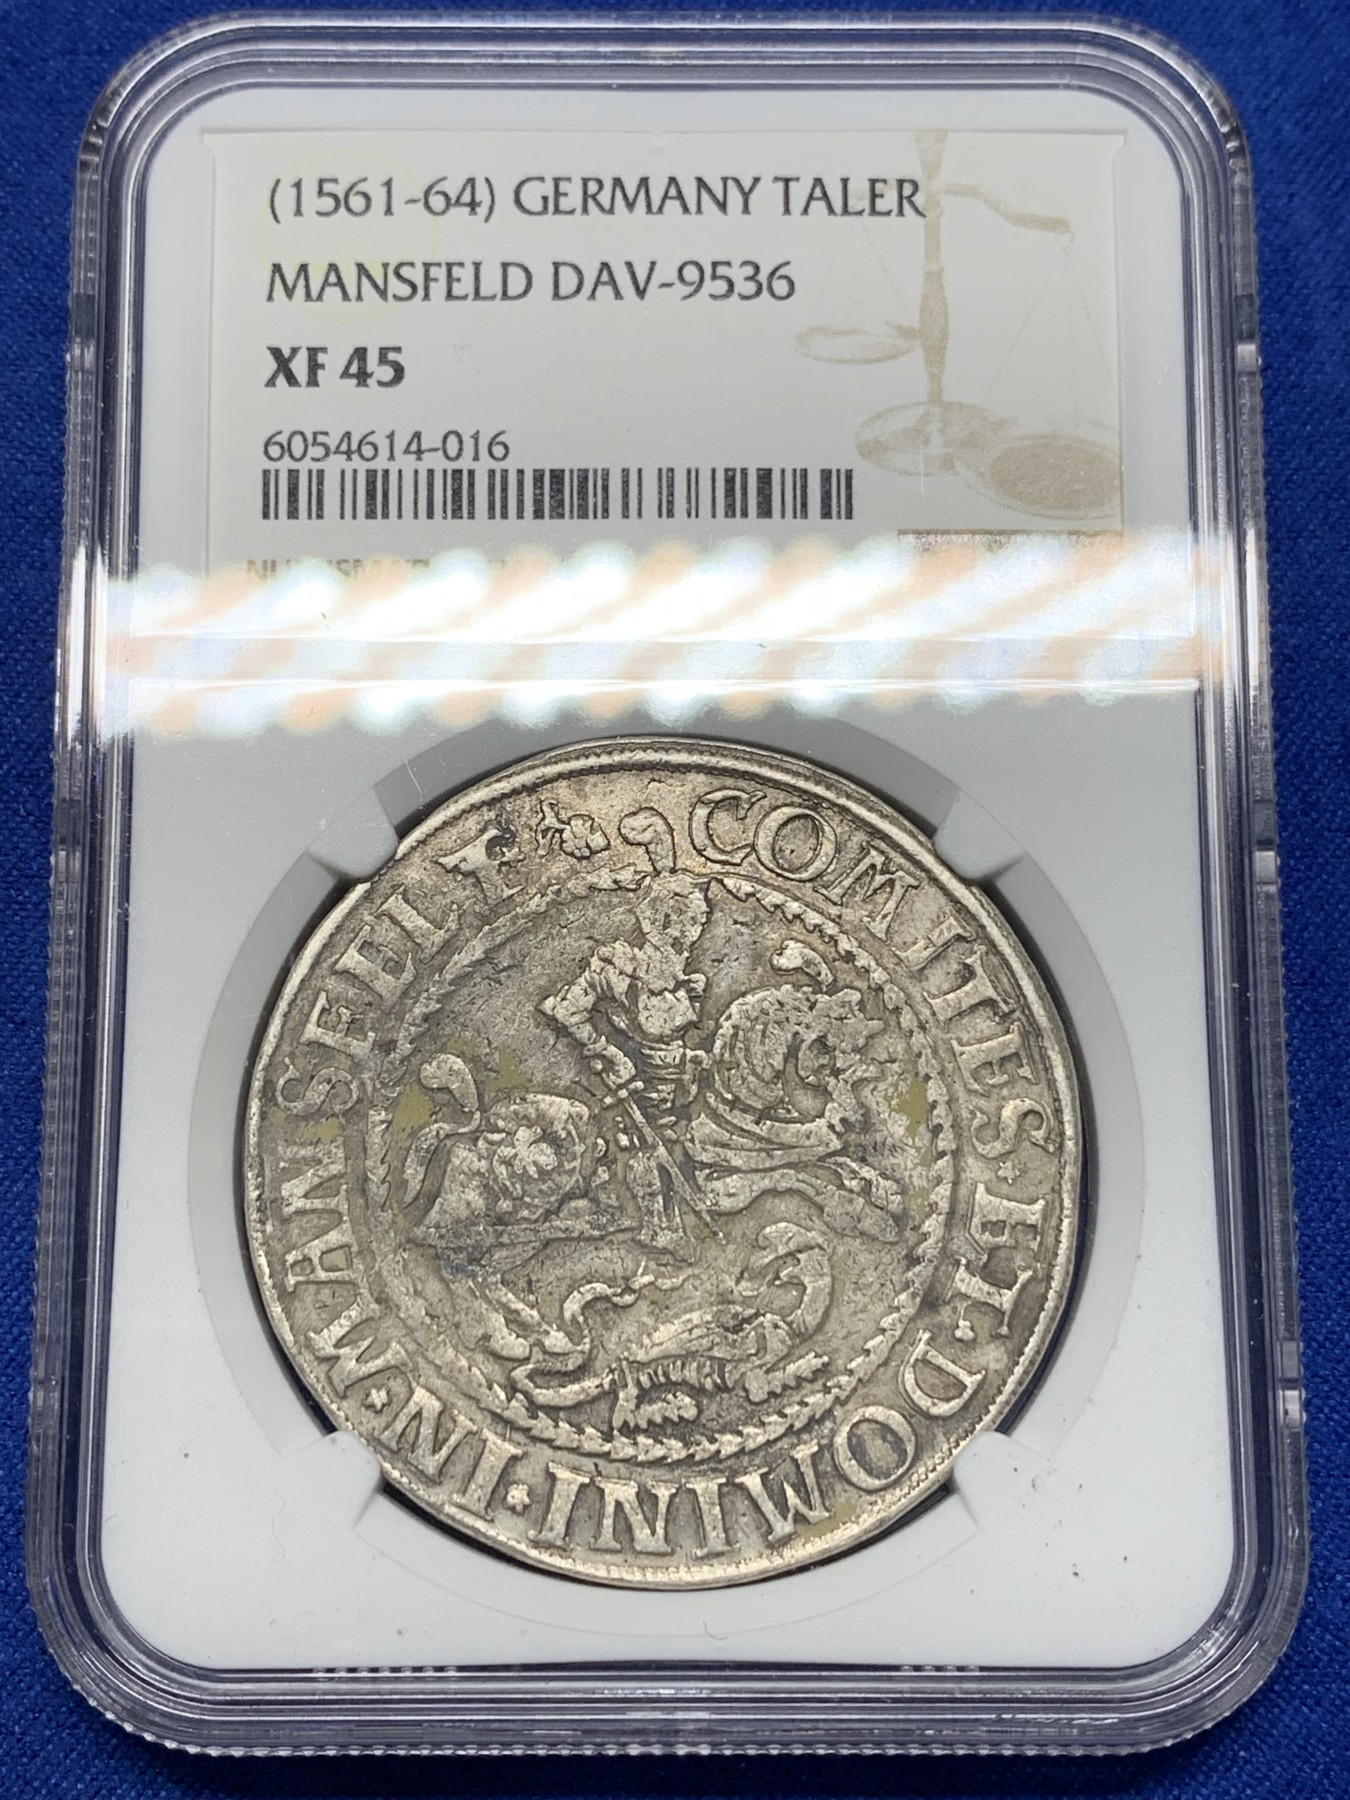 (1561-64) GERMANY TALER
MANSFELD DAV-9536
XF 45
6054614-016
COMITES · ET · DOMINI · IN · MANSFELT